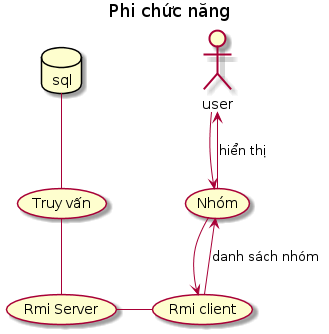 Phi chức năng
sql
user
hiển thị
Truy vấn
Nhóm
danh sách nhóm
Rmi Server
Rmi client